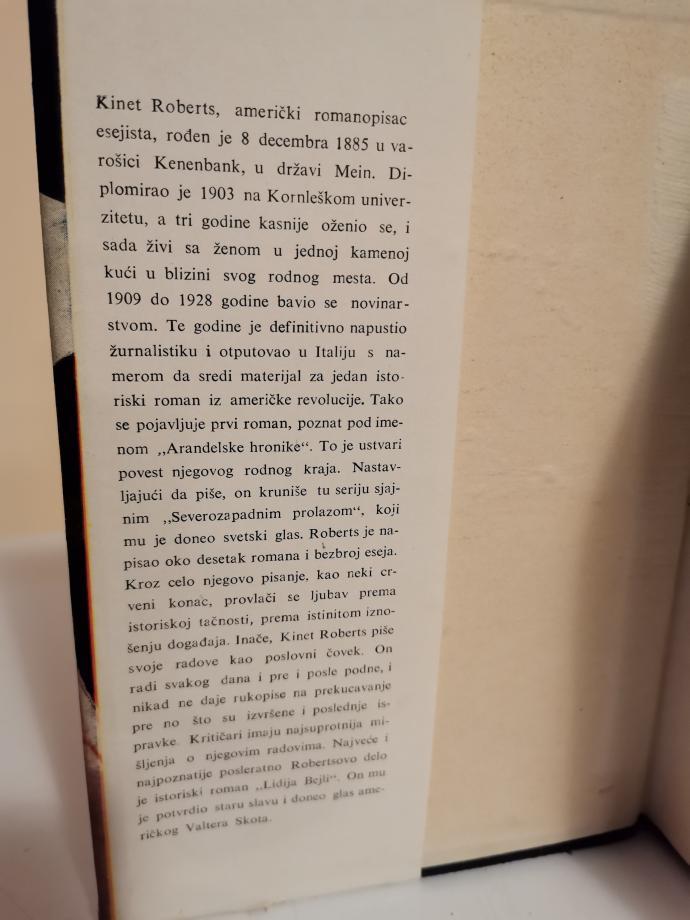 Kinet Roberts, američki romanopisac
esejista, rođen je 8 decembra 1885 u va-
rošici Kenenbank, u državi Mein. Di-
plomirao je 1903 na Kornleškom univer-
zitetu, a tri godine kasnije oženio se, i
sada živi sa ženom u jednoj kamenoj
kući u blizini svog rodnog mesta. Od
1909 do 1928 godine bavio se novinar-
stvom. Te godine je definitivno napustio
žurnalistiku i otputovao u Italiju s na-
merom da sredi materijal za jedan isto-
riski roman iz američke revolucije. Tako
se pojavljuje prvi roman, poznat pod ime-
nom „Arandelske hronike“. To je ustvari
povest njegovog rodnog kraja. Nastav-
ljajući da piše, on kruniše tu seriju sjaj-
nim „Severozapadnim prolazom“, koji
mu je doneo svetski glas. Roberts je na-
pisao oko desetak romana i bezbroj eseja.
Kroz celo njegovo pisanje, kao neki cr-
veni konac, provlači se ljubav prema
istoriskoj tačnosti, prema istinitom izno-
šenju događaja. Inače, Kinet Roberts piše
svoje radove kao poslovni čovek. On
radi svakog dana i pre i posle podne, i
nikad ne daje rukopise na prekucavanje
pre no što su izvršene i poslednje is-
pravke. Kritičari imaju najsuprotnija mi-
šljenja o njegovim radovima. Najveće i
najpoznatije posleratno Robertsovo delo
je istoriski roman „Lidija Bejli“. On mu
je potvrdio staru slavu i doneo glas ame-
ričkog Valtera Skota.